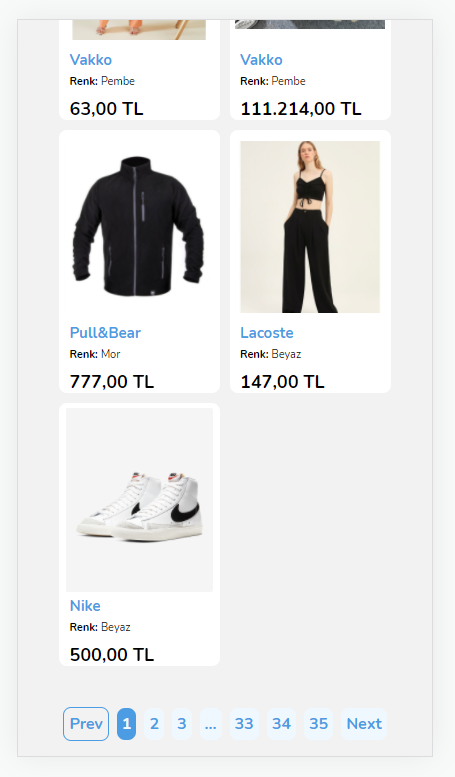 Vakko
Renk: Pembe
63,00 TL
Vakko
Renk: Pembe
111.214,00 TL
Pull&Bear
Renk: Mor
777,00 TL
Lacoste
Renk: Beyaz
147,00 TL
Nike
Renk: Beyaz
500,00 TL
Prev 1 2 3 ... 33 34 35 Next